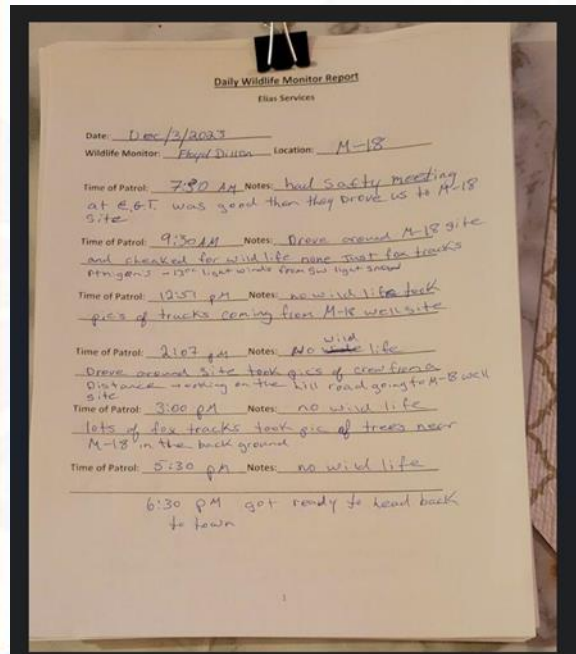 Daily Wildlife Monitor Report
Elias Services
Date: Dec/3/2023
Wildlife Monitor: Floyd Dillon Location: M-18
Time of Patrol: 7:30 AM Notes: had safty meeting
at E.G.T. was good then they Drove us to M-18
site
Time of Patrol: 9:30 AM Notes: Drove around M-18 site
and cheaked for wild life none Just fox tracks
light winds from SW light snow
Time of Patrol: 12:57 pM Notes: no wild life took
pics of trucks coming from M-18 well site
Time of Patrol: 2:07 pM Notes: No wild life
Drove around site took pics of crew from a
Distance working on the hill road going to M-18 well
site
Time of Patrol: 3:00 pM Notes: no wild life
lots of fox tracks took pic of trees near
M-18 in the back ground
Time of Patrol: 5:30 pM Notes: no wild life
6:30 pM got ready to head back
to town
1